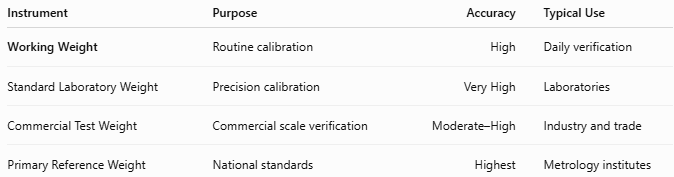 Instrument Purpose Accuracy Typical Use
Working Weight Routine calibration High Daily verification
Standard Laboratory Weight Precision calibration Very High Laboratories
Commercial Test Weight Commercial scale verification Moderate–High Industry and trade
Primary Reference Weight National standards Highest Metrology institutes